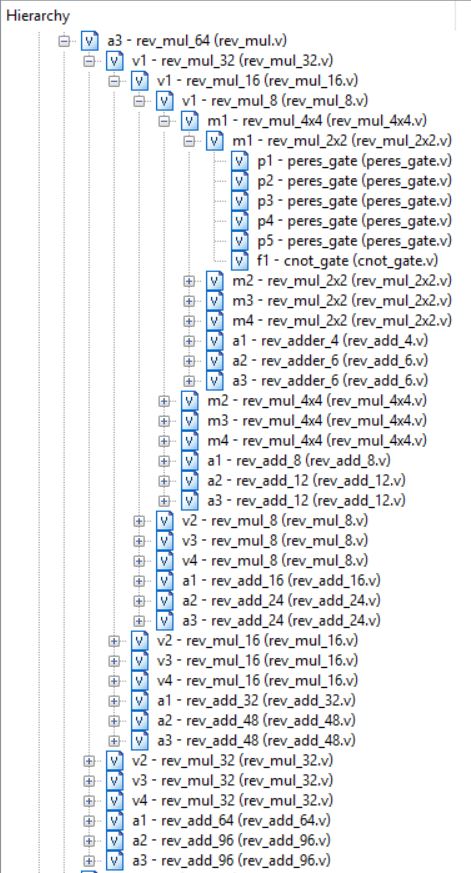 Hierarchy
a3 - rev_mul_64 (rev_mul.v)
v1 - rev_mul_32 (rev_mul_32.v)
v1 - rev_mul_16 (rev_mul_16.v)
v1 - rev_mul_8 (rev_mul_8.v)
m1 - rev_mul_4x4 (rev_mul_4x4.v)
m1 - rev_mul_2x2 (rev_mul_2x2.v)
p1 - peres_gate (peres_gate.v)
p2 - peres_gate (peres_gate.v)
p3 - peres_gate (peres_gate.v)
p4 - peres_gate (peres_gate.v)
p5 - peres_gate (peres_gate.v)
f1 - cnot_gate (cnot_gate.v)
m2 - rev_mul_2x2 (rev_mul_2x2.v)
m3 - rev_mul_2x2 (rev_mul_2x2.v)
m4 - rev_mul_2x2 (rev_mul_2x2.v)
a1 - rev_adder_4 (rev_add_4.v)
a2 - rev_adder_6 (rev_add_6.v)
a3 - rev_adder_6 (rev_add_6.v)
m2 - rev_mul_4x4 (rev_mul_4x4.v)
m3 - rev_mul_4x4 (rev_mul_4x4.v)
m4 - rev_mul_4x4 (rev_mul_4x4.v)
a1 - rev_add_8 (rev_add_8.v)
a2 - rev_add_12 (rev_add_12.v)
a3 - rev_add_12 (rev_add_12.v)
v2 - rev_mul_8 (rev_mul_8.v)
v3 - rev_mul_8 (rev_mul_8.v)
v4 - rev_mul_8 (rev_mul_8.v)
a1 - rev_add_16 (rev_add_16.v)
a2 - rev_add_24 (rev_add_24.v)
a3 - rev_add_24 (rev_add_24.v)
v2 - rev_mul_16 (rev_mul_16.v)
v3 - rev_mul_16 (rev_mul_16.v)
v4 - rev_mul_16 (rev_mul_16.v)
a1 - rev_add_32 (rev_add_32.v)
a2 - rev_add_48 (rev_add_48.v)
a3 - rev_add_48 (rev_add_48.v)
v2 - rev_mul_32 (rev_mul_32.v)
v3 - rev_mul_32 (rev_mul_32.v)
v4 - rev_mul_32 (rev_mul_32.v)
a1 - rev_add_64 (rev_add_64.v)
a2 - rev_add_96 (rev_add_96.v)
a3 - rev_add_96 (rev_add_96.v)